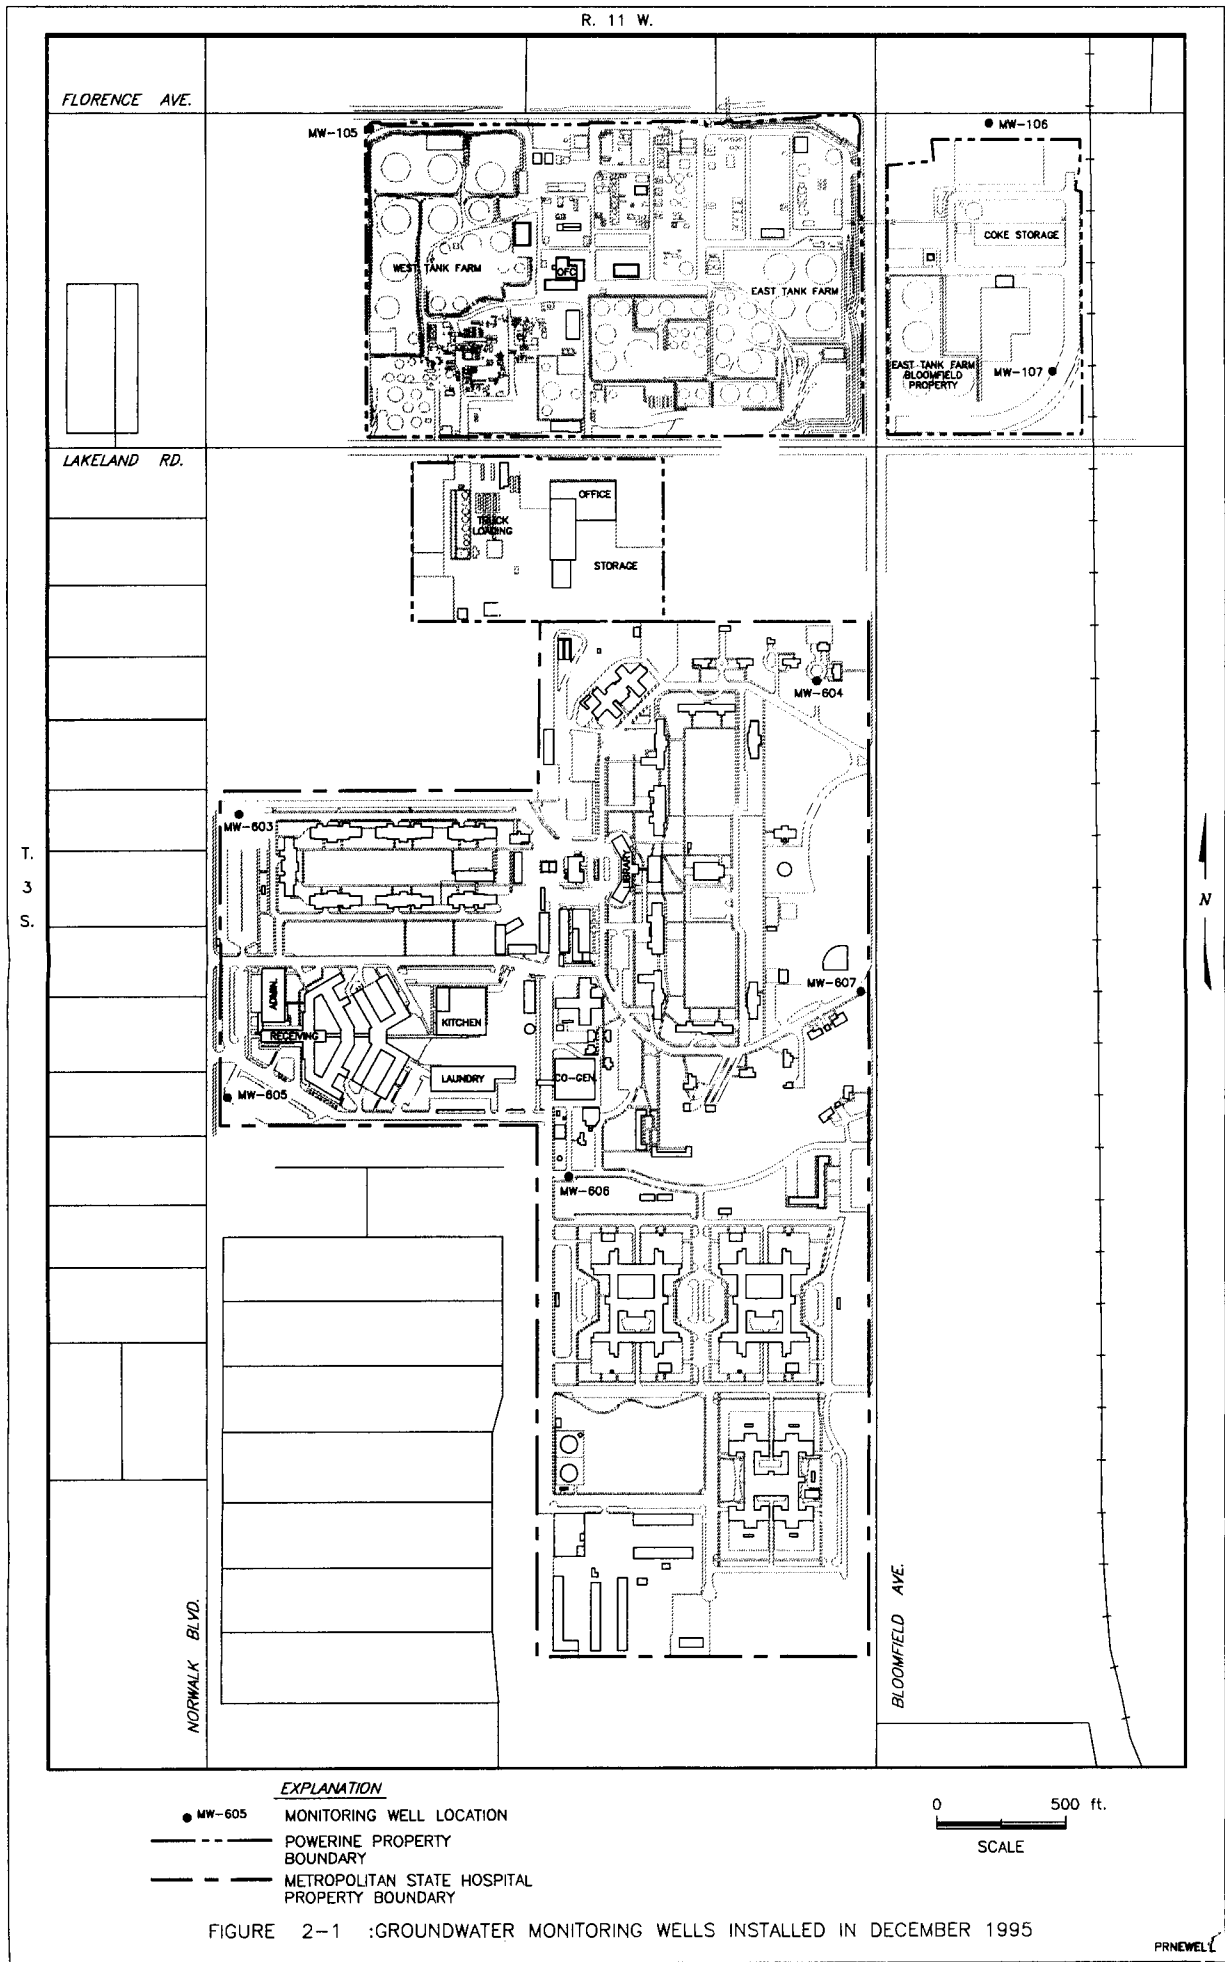 R. 11 W.
FLORENCE AVE.
MW-105
MW-106
COKE STORAGE
WEST TANK FARM
OFC
EAST TANK FARM
EAST TANK FARM
BLOOMFIELD
PROPERTY
MW-107
LAKELAND RD.
OFFICE
TRUCK
LOADING
STORAGE
MW-604
MW-603
LIBRARY
T.
3
S.
N
MW-607
ADMIN.
KITCHEN
RECEIVING
LAUNDRY
CO-GEN.
MW-605
MW-606
NORWALK BLVD.
BLOOMFIELD AVE.
EXPLANATION
MW-605 MONITORING WELL LOCATION
POWERINE PROPERTY
BOUNDARY
METROPOLITAN STATE HOSPITAL
PROPERTY BOUNDARY
0 500 ft.
SCALE
FIGURE 2-1 :GROUNDWATER MONITORING WELLS INSTALLED IN DECEMBER 1995
PRNEWELL